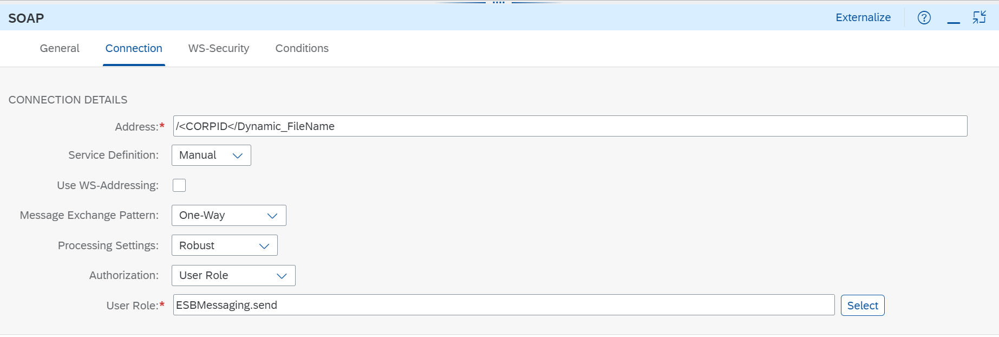 SOAP
Externalize
General Connection WS-Security Conditions
CONNECTION DETAILS
Address:* /<CORPID</Dynamic_FileName
Service Definition: Manual
Use WS-Addressing:
Message Exchange Pattern: One-Way
Processing Settings: Robust
Authorization: User Role
User Role:* ESBMessaging.send Select